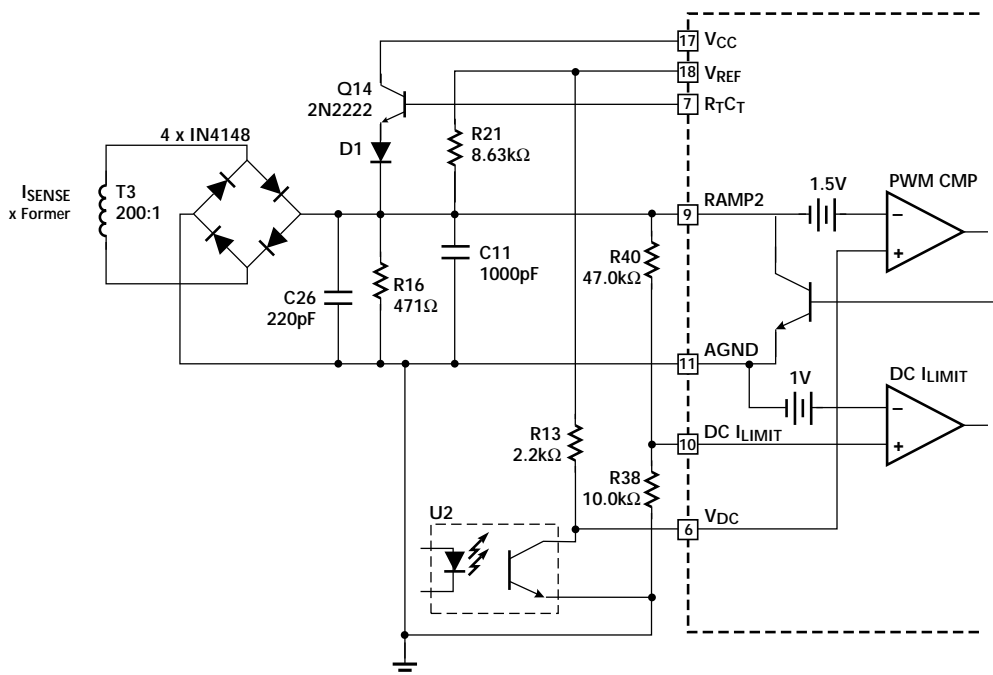 17 VCC
18 VREF
7 RTCT
Q14
2N2222
4 x IN4148
D1
R21
8.63kΩ
ISENSE
x Former
T3
200:1
9 RAMP2
1.5V
PWM CMP
−
+
C11
1000pF
R40
47.0kΩ
C26
220pF
R16
471Ω
11 AGND
1V
DC ILIMIT
−
+
R13
2.2kΩ
10 DC ILIMIT
R38
10.0kΩ
U2
6 VDC